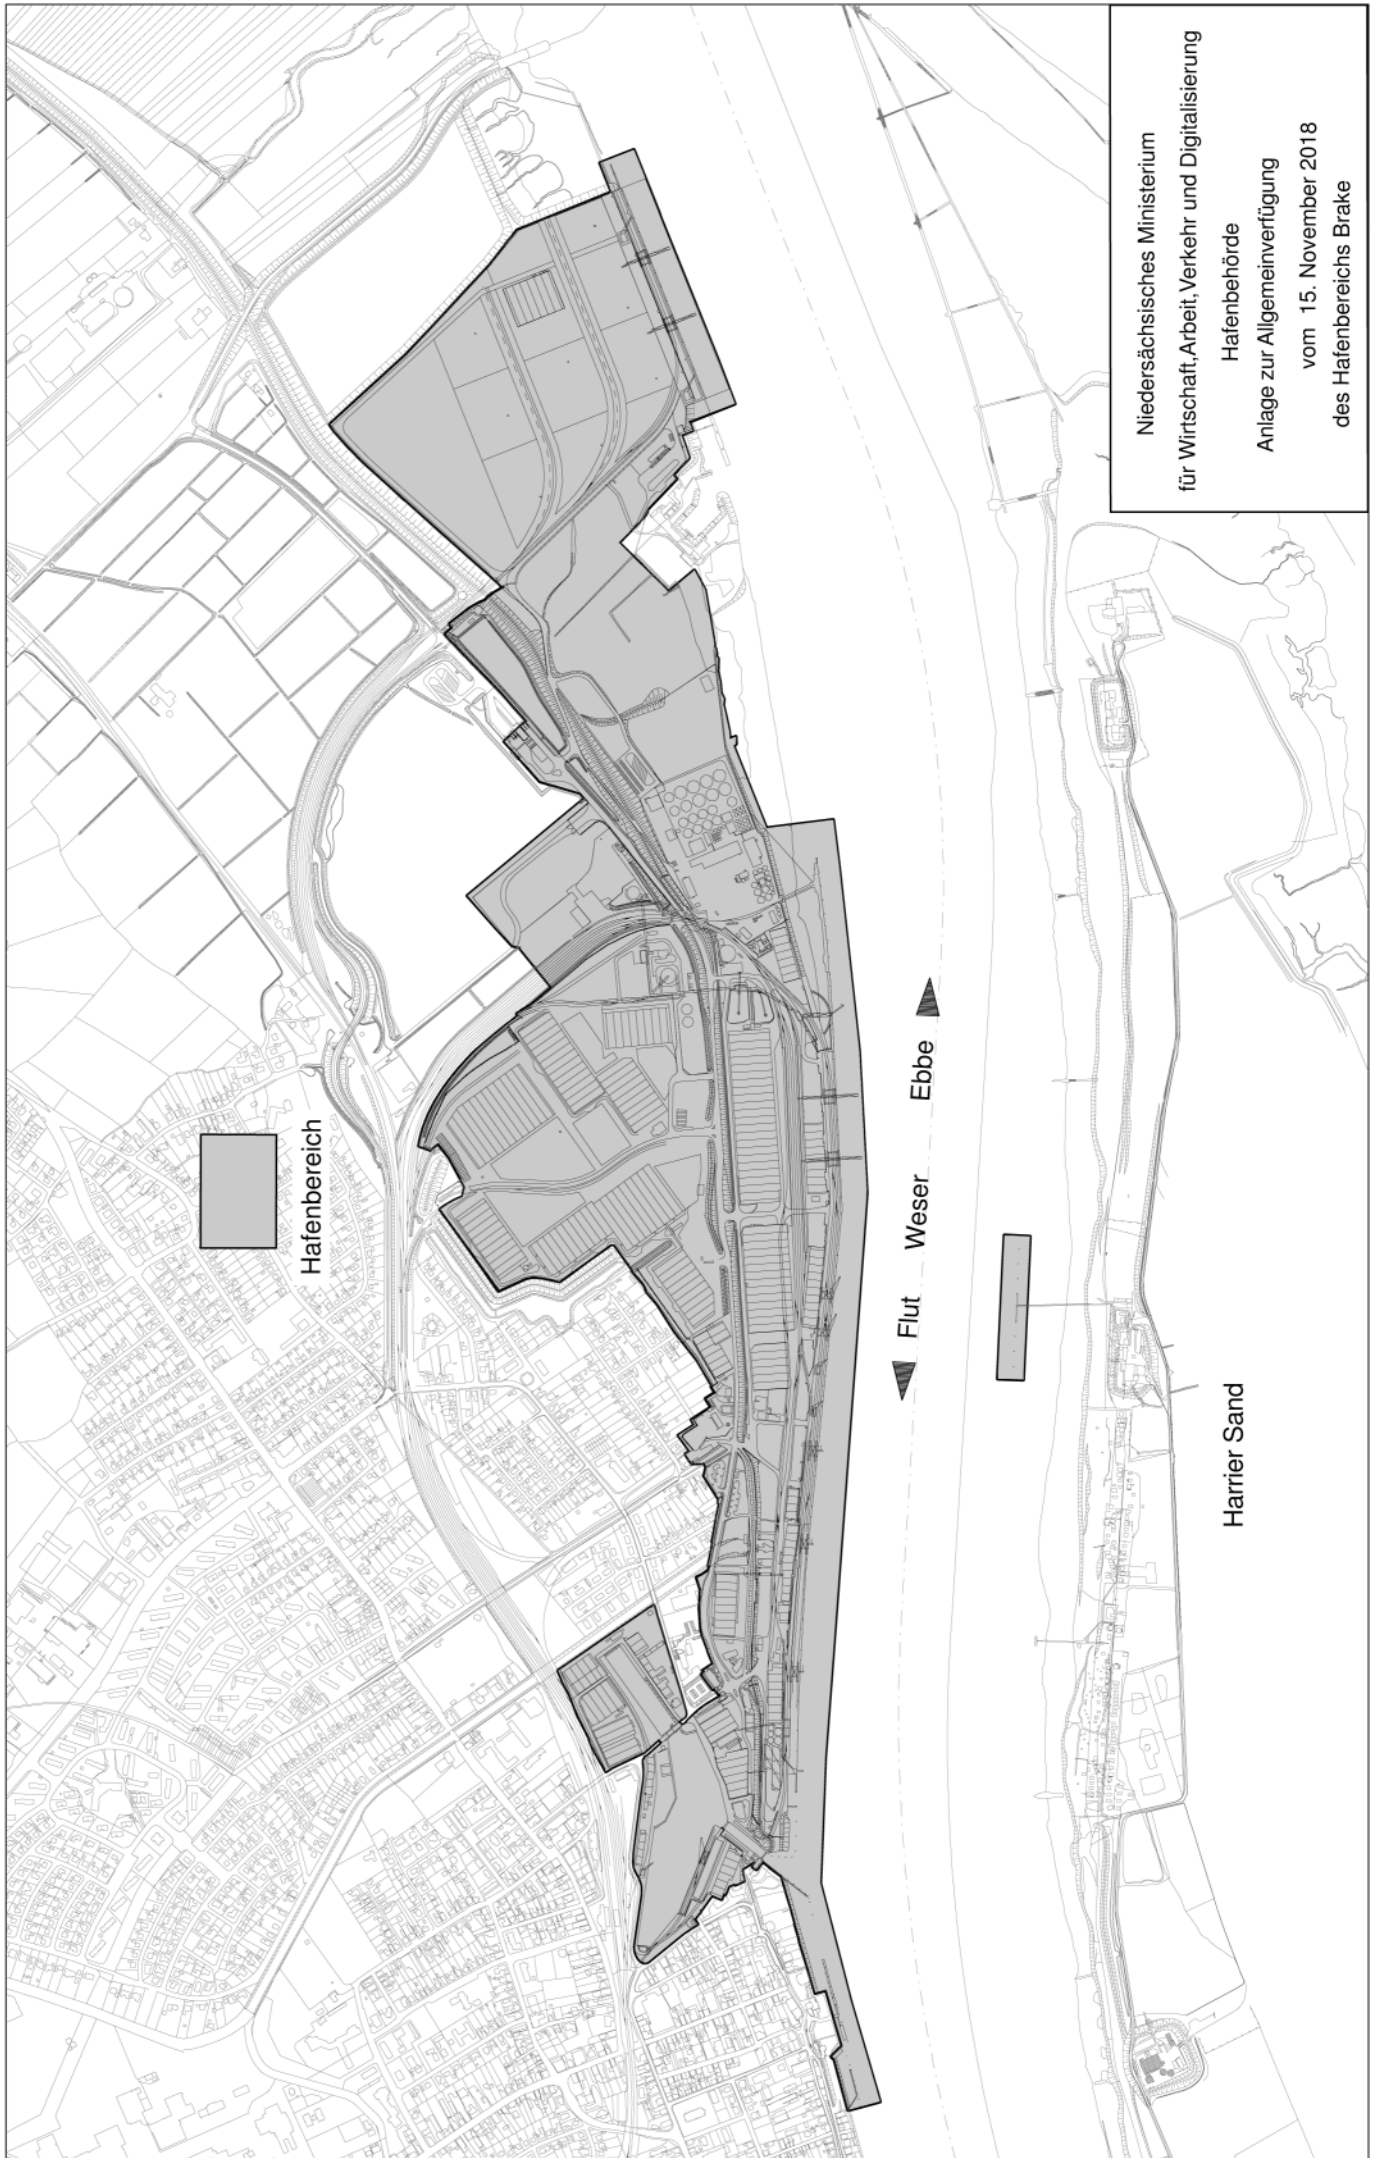 Niedersächsisches Ministerium
für Wirtschaft,Arbeit,Verkehr und Digitalisierung
Hafenbehörde
Anlage zur Allgemeinverfügung
vom 15. November 2018
des Hafenbereichs Brake
Hafenbereich
Flut Weser Ebbe
Harrier Sand